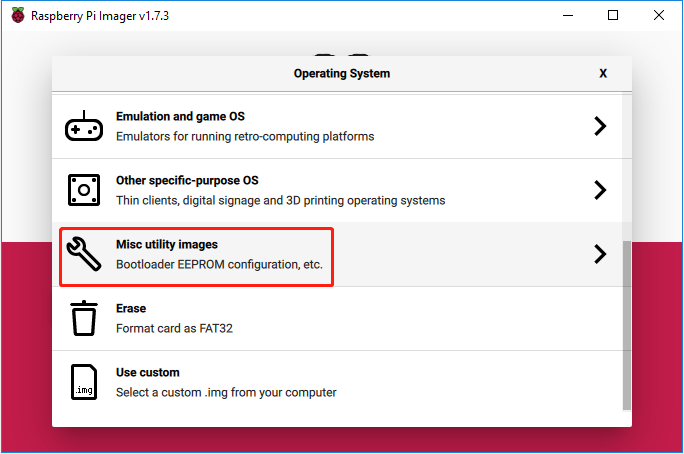 Raspberry Pi Imager v1.7.3
Operating System
X
Emulation and game OS
Emulators for running retro-computing platforms
Other specific-purpose OS
Thin clients, digital signage and 3D printing operating systems
Misc utility images
Bootloader EEPROM configuration, etc.
Erase
Format card as FAT32
.img
Use custom
Select a custom .img from your computer